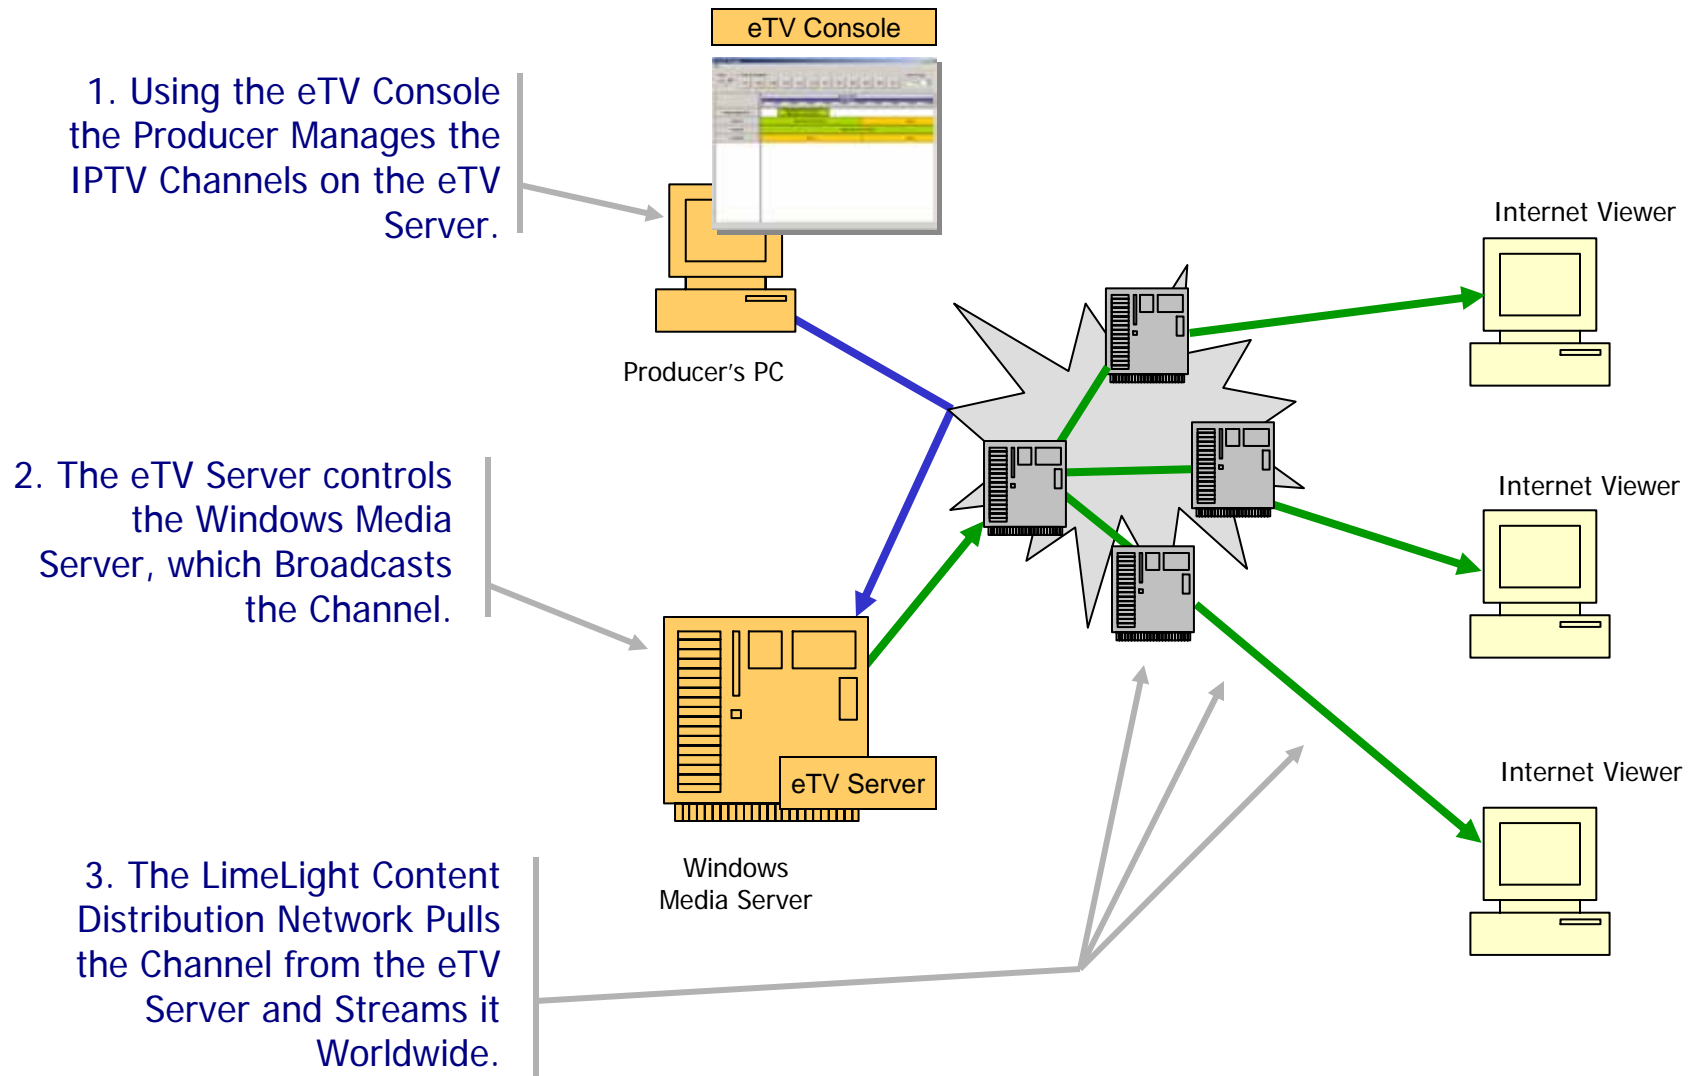 eTV Console
1. Using the eTV Console
the Producer Manages the
IPTV Channels on the eTV
Server.
Producer's PC
Internet Viewer
2. The eTV Server controls
the Windows Media
Server, which Broadcasts
the Channel.
Internet Viewer
eTV Server
Windows
Media Server
Internet Viewer
3. The LimeLight Content
Distribution Network Pulls
the Channel from the eTV
Server and Streams it
Worldwide.